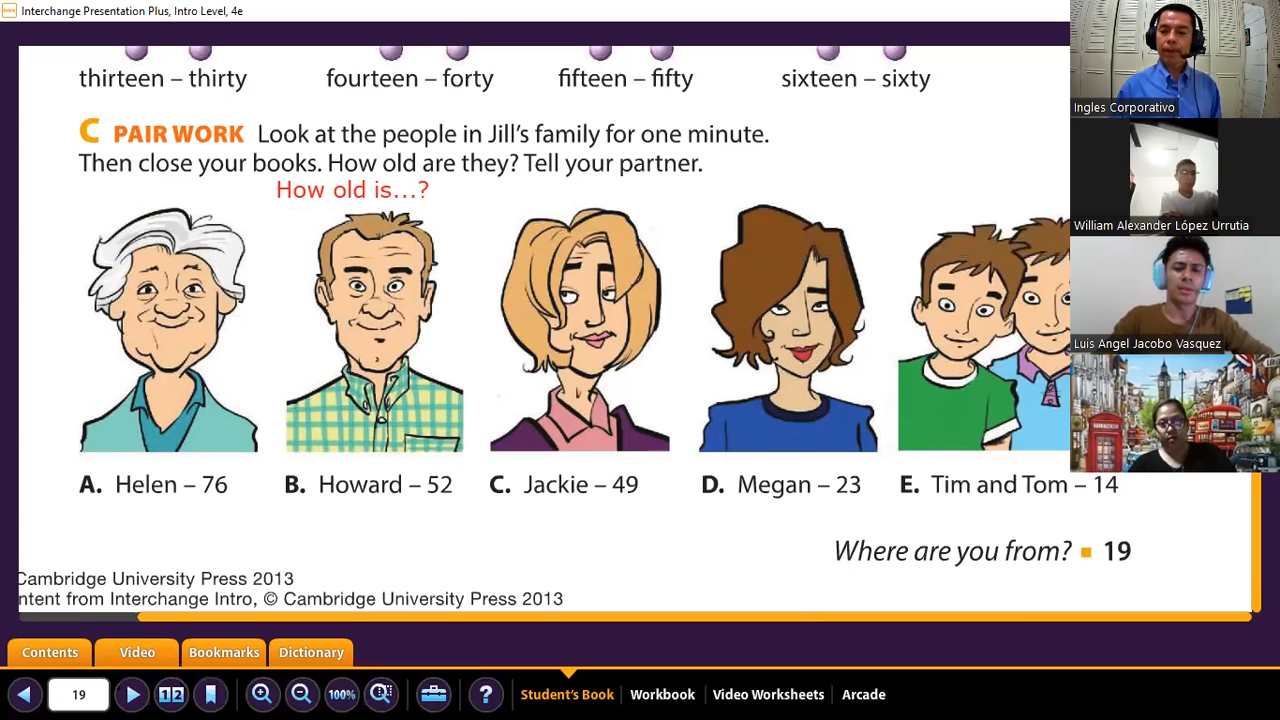 Interchange Presentation Plus, Intro Level, 4e
thirteen – thirty fourteen – forty fifteen – fifty sixteen – sixty
C PAIR WORK Look at the people in Jill's family for one minute.
Then close your books. How old are they? Tell your partner.
How old is...?
A. Helen – 76 B. Howard – 52 C. Jackie – 49 D. Megan – 23 E. Tim and Tom – 14
Where are you from? ■ 19
Cambridge University Press 2013
ntent from Interchange Intro, © Cambridge University Press 2013
Contents Video Bookmarks Dictionary
19 1 2 100% ? Student's Book Workbook Video Worksheets Arcade
Ingles Corporativo
William Alexander López Urrutia
Luis Angel Jacobo Vasquez